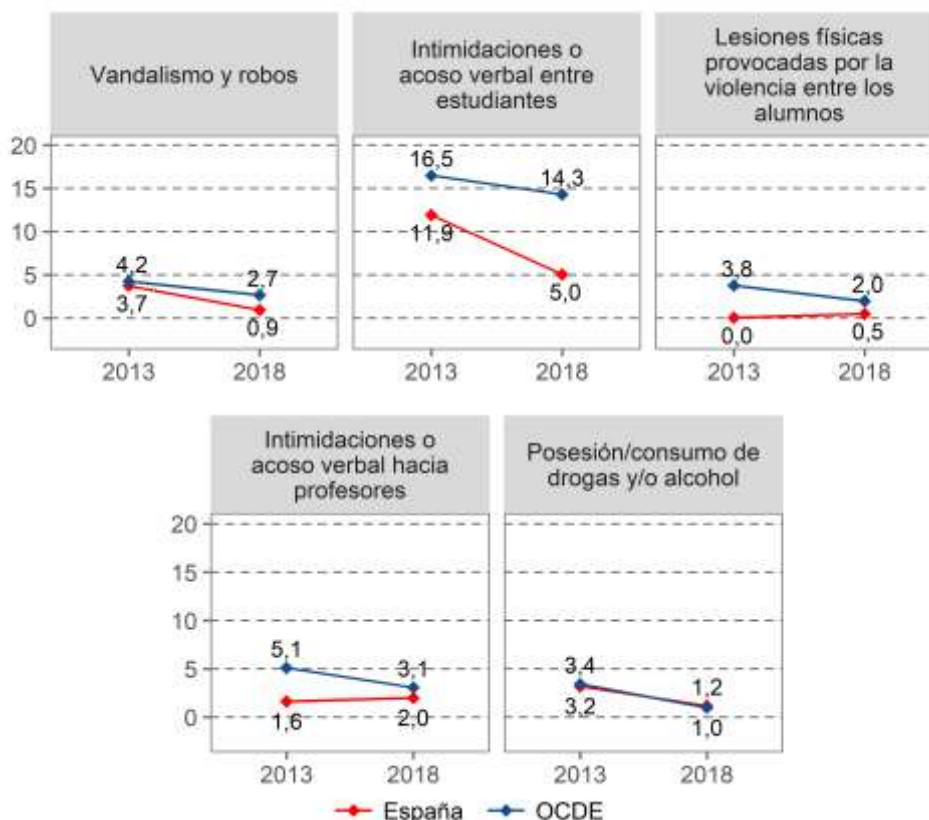 Vandalismo y robos
Intimidaciones o
acoso verbal entre
estudiantes
Lesiones físicas
provocadas por la
violencia entre los
alumnos
20
15
10
5
0
4,2
2,7
3,7
0,9
16,5
14,3
11,9
5,0
3,8
2,0
0,0
0,5
2013 2018 2013 2018 2013 2018
Intimidaciones o
acoso verbal hacia
profesores
Posesión/consumo de
drogas y/o alcohol
20
15
10
5
0
5,1
3,1
1,6
2,0
3,4
1,2
3,2
1,0
2013 2018 2013 2018
España OCDE